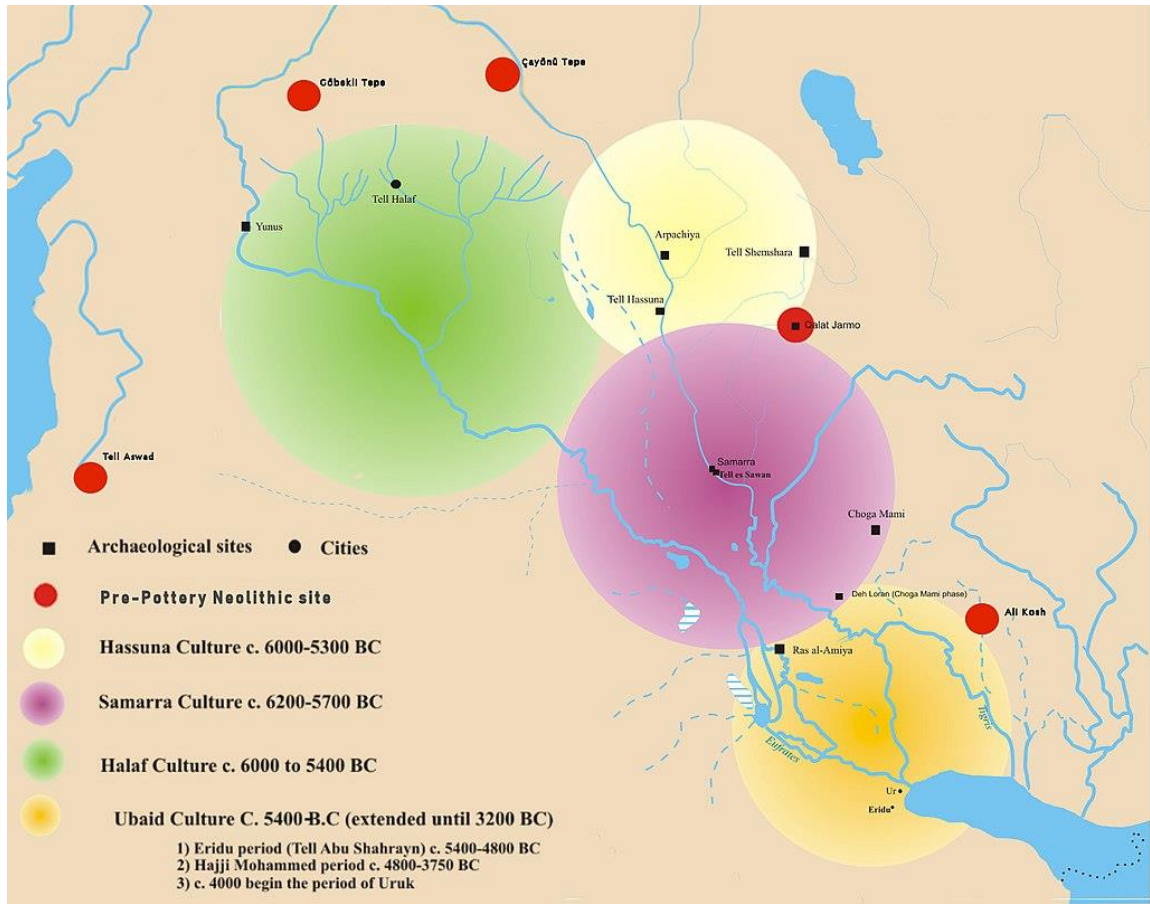 Göbekli Tepe
Çayönü Tepe
Tell Halaf
Yunus
Arpachiya
Tell Shemshara
Tell Hassuna
Qalat Jarmo
Samarra
Tell es Sawan
Tell Aswad
Choga Mami
Deh Loran (Choga Mami phase)
Ali Kosh
Ras al-Amiya
Tigris
Eufrates
Ur
Eridu
Archaeological sites
Cities
Pre-Pottery Neolithic site
Hassuna Culture c. 6000-5300 BC
Samarra Culture c. 6200-5700 BC
Halaf Culture c. 6000 to 5400 BC
Ubaid Culture C. 5400-B.C (extended until 3200 BC)
1) Eridu period (Tell Abu Shahrayn) c. 5400-4800 BC
2) Hajji Mohammed period c. 4800-3750 BC
3) c. 4000 begin the period of Uruk